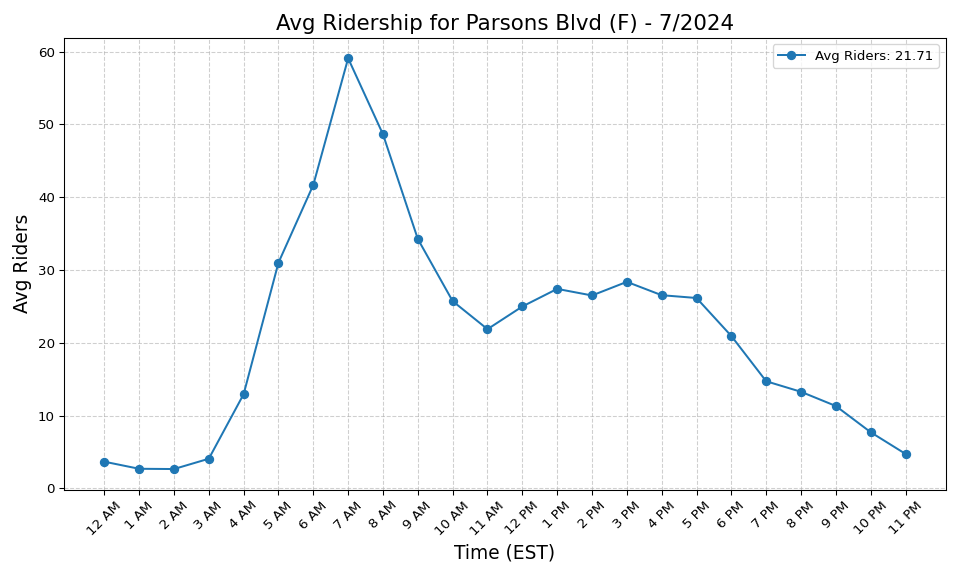 Avg Ridership for Parsons Blvd (F) - 7/2024
Avg Riders: 21.71
60
50
40
30
20
10
0
Avg Riders
12 AM
1 AM
2 AM
3 AM
4 AM
5 AM
6 AM
7 AM
8 AM
9 AM
10 AM
11 AM
12 PM
1 PM
2 PM
3 PM
4 PM
5 PM
6 PM
7 PM
8 PM
9 PM
10 PM
11 PM
Time (EST)